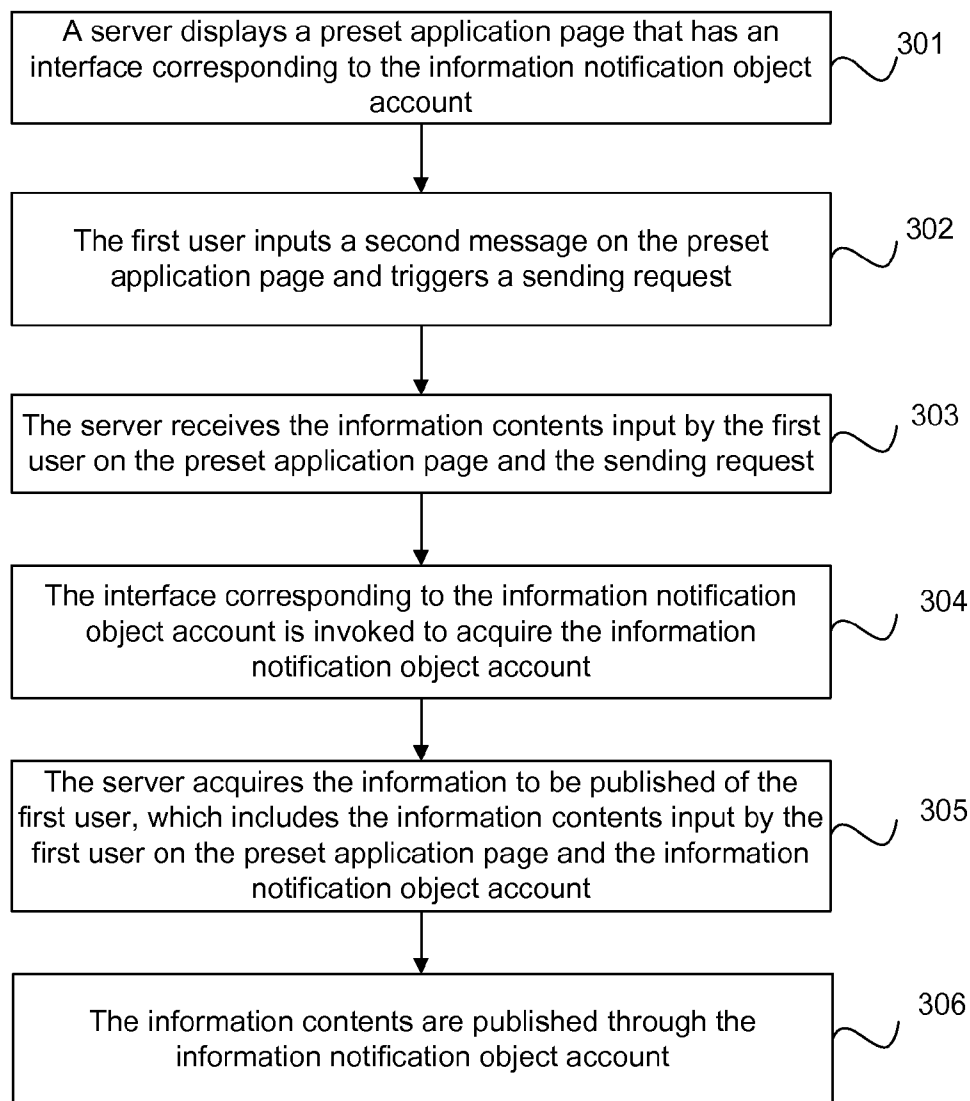 A server displays a preset application page that has an
interface corresponding to the information notification object
account
301
The first user inputs a second message on the preset
application page and triggers a sending request
302
The server receives the information contents input by the first
user on the preset application page and the sending request
303
The interface corresponding to the information notification
object account is invoked to acquire the information
notification object account
304
The server acquires the information to be published of the
first user, which includes the information contents input by the
first user on the preset application page and the information
notification object account
305
The information contents are published through the
information notification object account
306